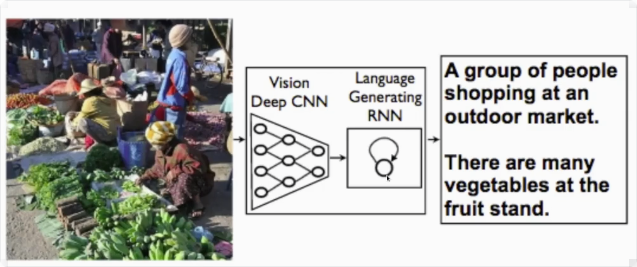 Vision
Deep CNN
Language
Generating
RNN
A group of people
shopping at an
outdoor market.
There are many
vegetables at the
fruit stand.